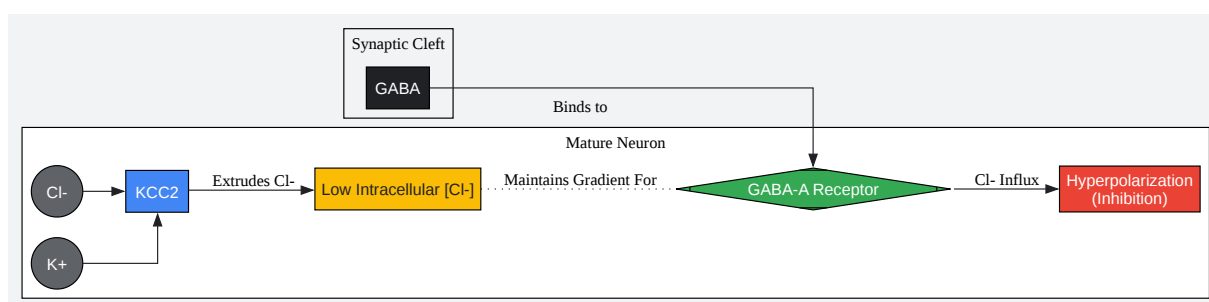 Synaptic Cleft
GABA
Binds to
Mature Neuron
Cl-
KCC2
Extrudes Cl-
Low Intracellular [Cl-]
Maintains Gradient For
GABA-A Receptor
Cl- Influx
Hyperpolarization
(Inhibition)
K+